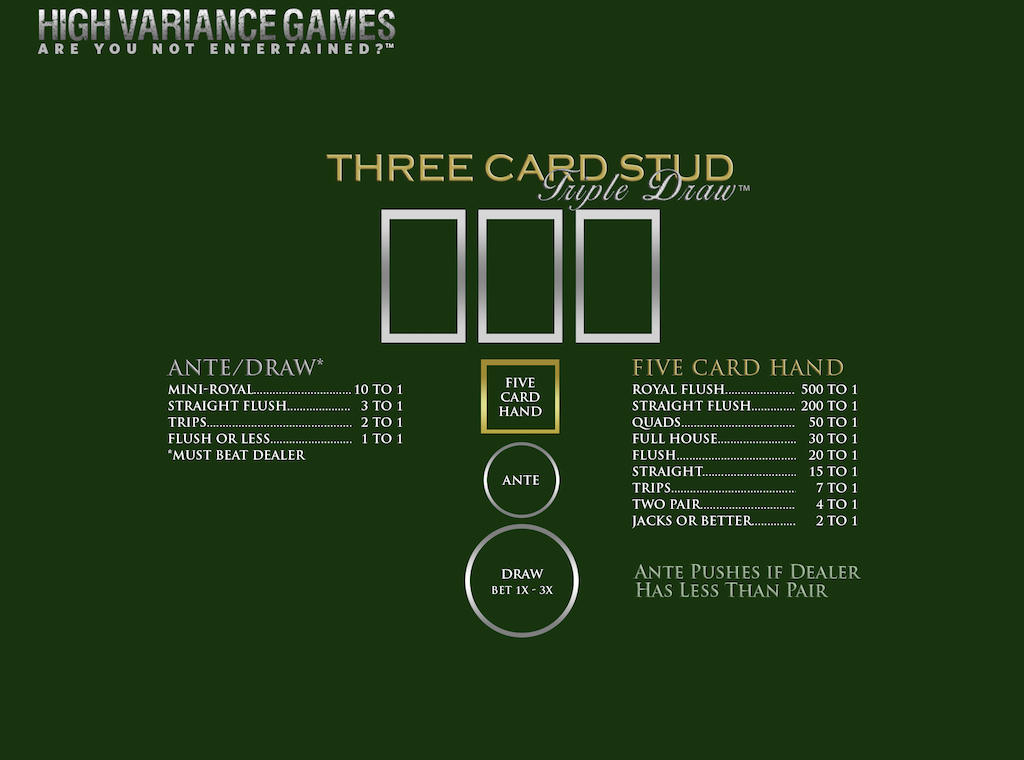 HIGH VARIANCE GAMES
ARE YOU NOT ENTERTAINED?™
THREE CARD STUD
Triple Draw™
ANTE/DRAW*
MINI-ROYAL..............................10 TO 1
STRAIGHT FLUSH................... 3 TO 1
TRIPS............................................ 2 TO 1
FLUSH OR LESS......................... 1 TO 1
*MUST BEAT DEALER
FIVE
CARD
HAND
ANTE
DRAW
BET 1X - 3X
FIVE CARD HAND
ROYAL FLUSH..................... 500 TO 1
STRAIGHT FLUSH............. 200 TO 1
QUADS................................... 50 TO 1
FULL HOUSE........................ 30 TO 1
FLUSH..................................... 20 TO 1
STRAIGHT............................. 15 TO 1
TRIPS....................................... 7 TO 1
TWO PAIR............................. 4 TO 1
JACKS OR BETTER............. 2 TO 1
ANTE PUSHES IF DEALER
HAS LESS THAN PAIR